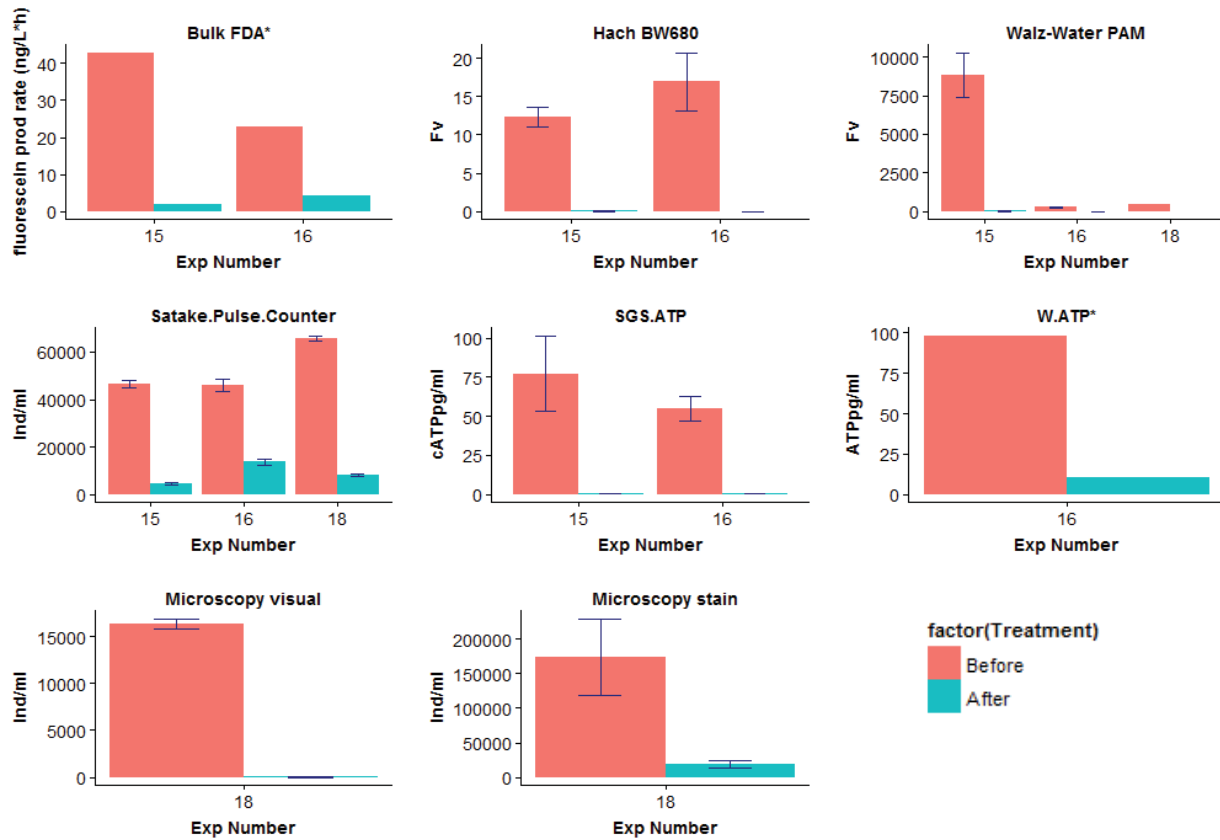 Bulk FDA*
fluorescein prod rate (ng/L*h)
40
30
20
10
0
15 16
Exp Number
Hach BW680
Fv
20
15
10
5
0
15 16
Exp Number
Walz-Water PAM
Fv
10000
7500
5000
2500
0
15 16 18
Exp Number
Satake.Pulse.Counter
Ind/ml
60000
40000
20000
0
15 16 18
Exp Number
SGS.ATP
cATPpg/ml
100
75
50
25
0
15 16
Exp Number
W.ATP*
ATPpg/ml
100
75
50
25
0
16
Exp Number
Microscopy visual
Ind/ml
15000
10000
5000
0
18
Exp Number
Microscopy stain
Ind/ml
200000
150000
100000
50000
0
18
Exp Number
factor(Treatment)
Before
After